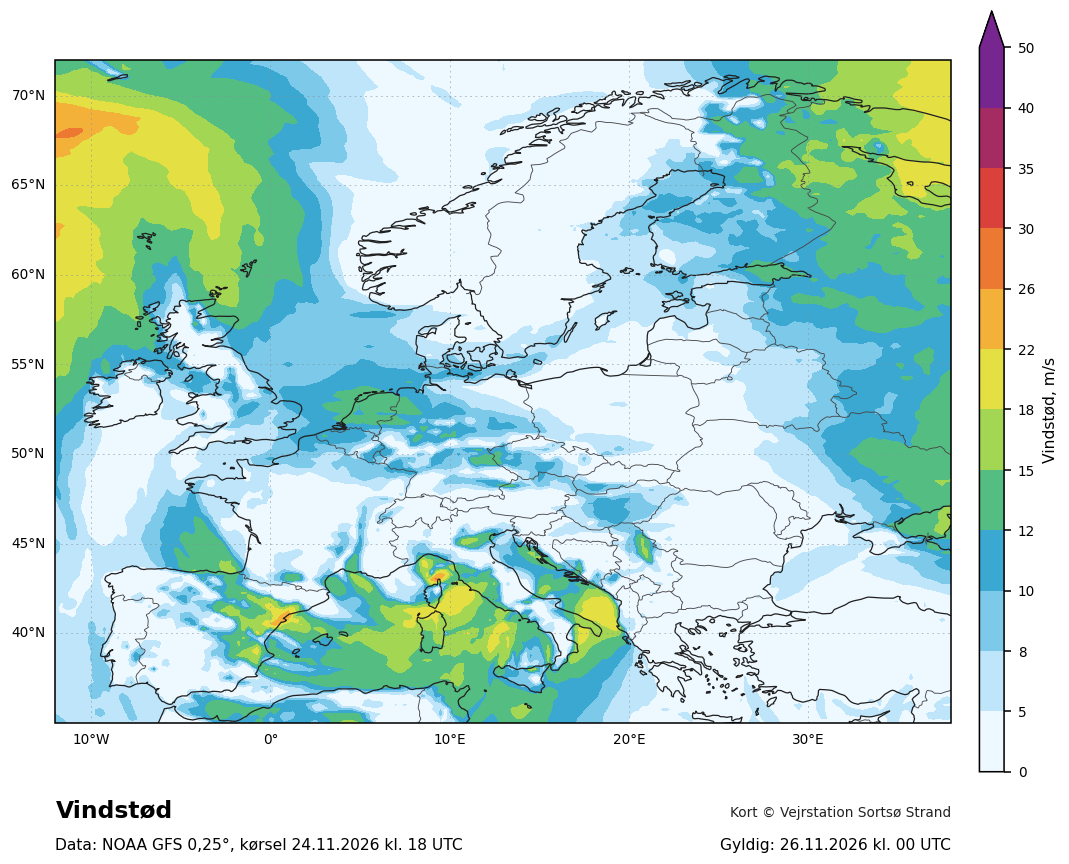 50
40
35
30
26
22
18
15
12
10
8
5
0
Vindstød, m/s
70°N
65°N
60°N
55°N
50°N
45°N
40°N
10°W
0°
10°E
20°E
30°E
Vindstød
Kort © Vejrstation Sortsø Strand
Data: NOAA GFS 0,25°, kørsel 24.11.2026 kl. 18 UTC
Gyldig: 26.11.2026 kl. 00 UTC